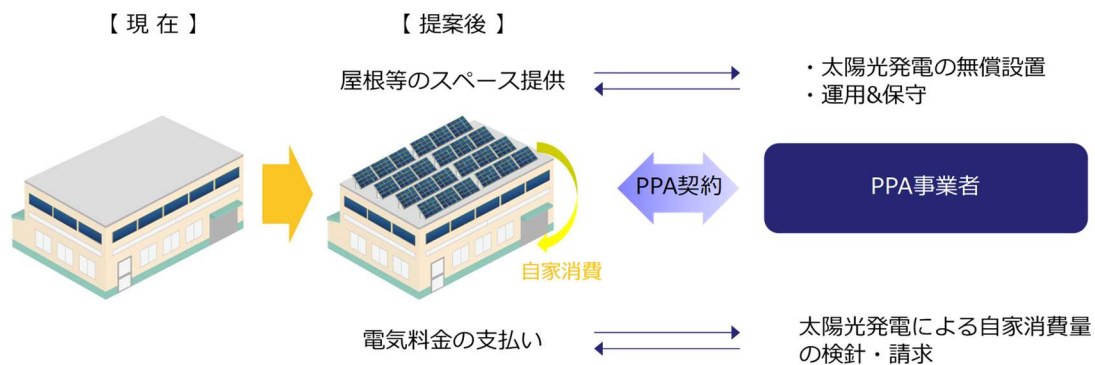 【 現 在 】
【 提案後 】
屋根等のスペース提供
・太陽光発電の無償設置
・運用&保守
PPA契約
PPA事業者
自家消費
電気料金の支払い
太陽光発電による自家消費量
の検針・請求